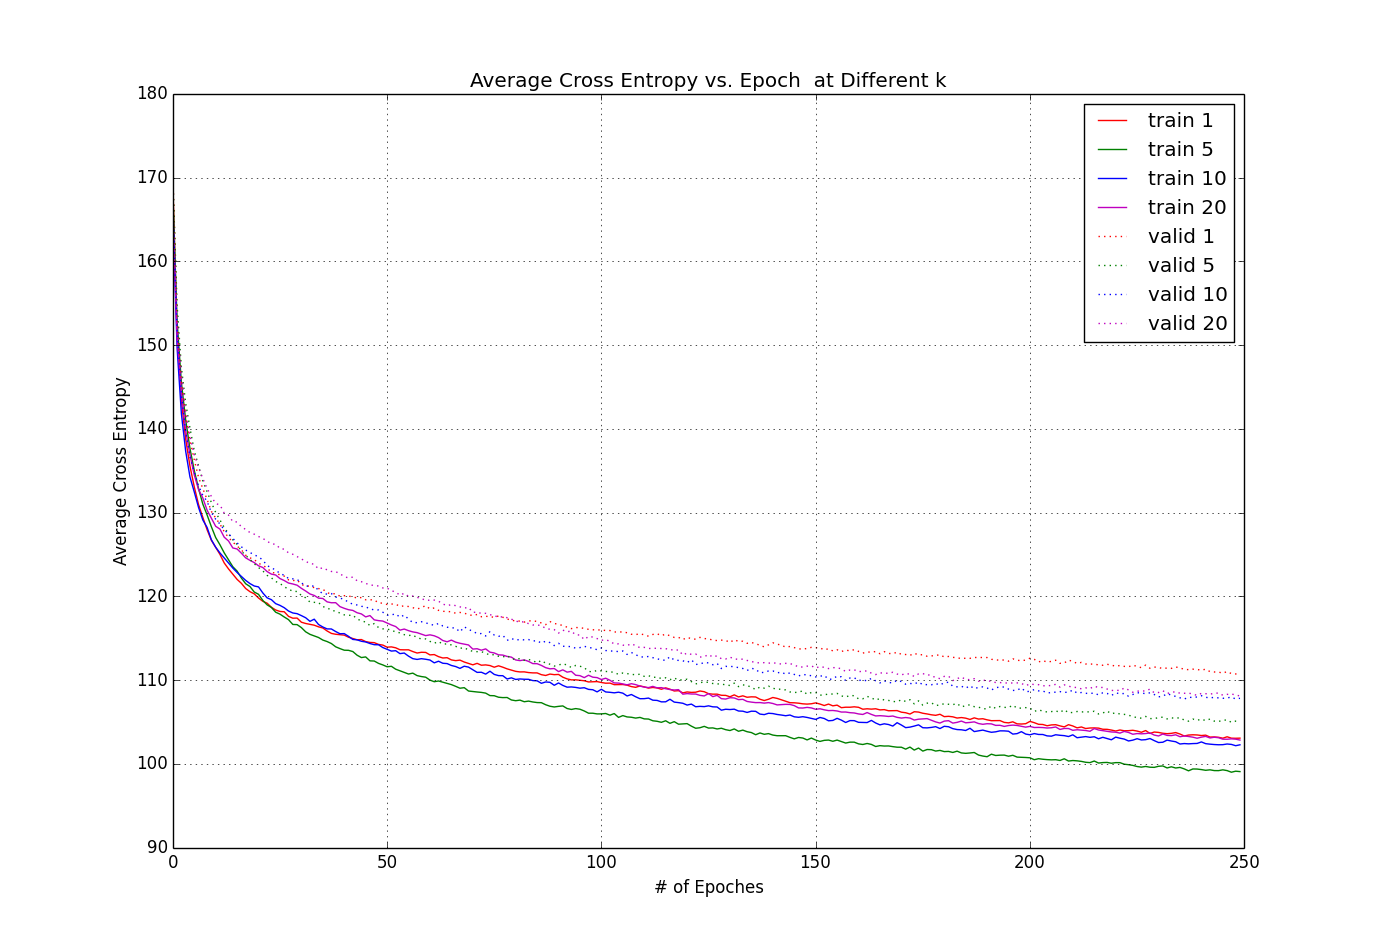 Average Cross Entropy vs. Epoch  at Different k
180
170
160
150
140
130
120
110
100
90
Average Cross Entropy
0
50
100
150
200
250
# of Epoches
train 1
train 5
train 10
train 20
valid 1
valid 5
valid 10
valid 20